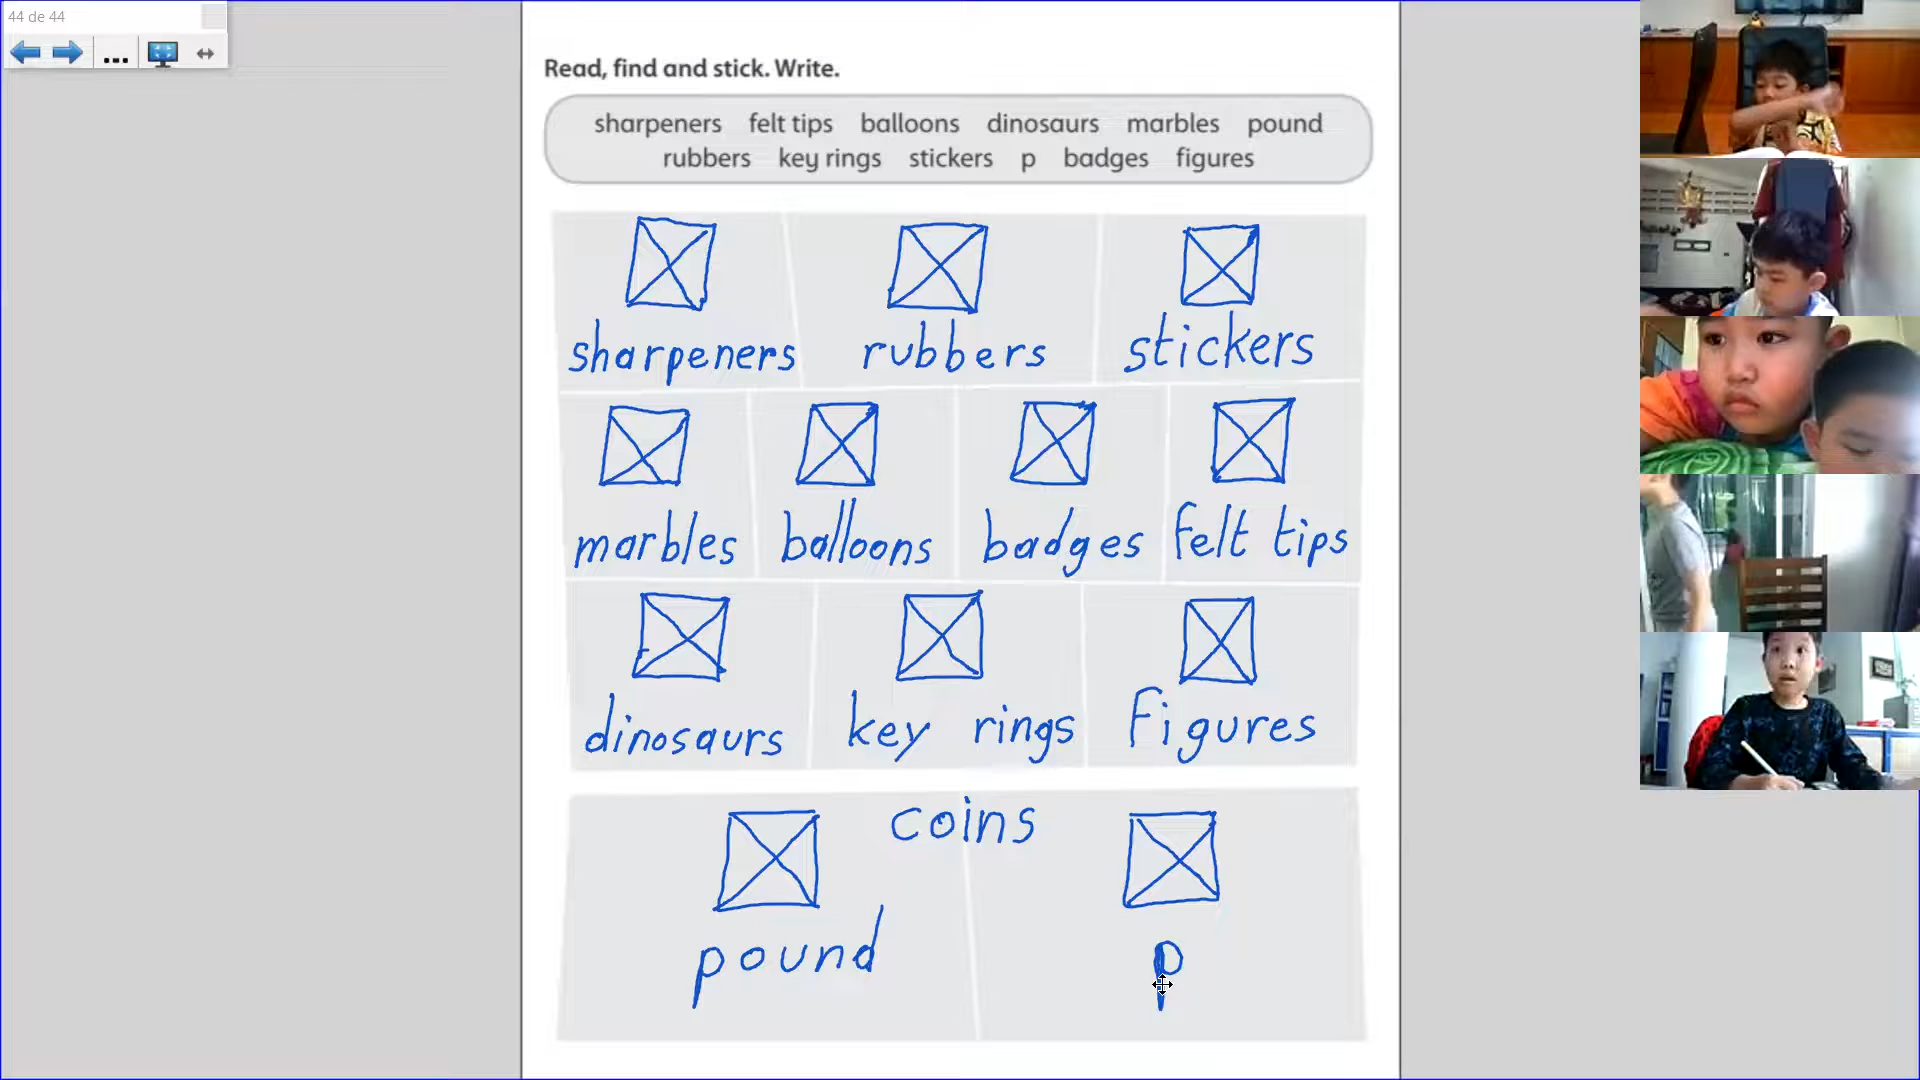 44 de 44
...
Read, find and stick. Write.
sharpeners felt tips balloons dinosaurs marbles pound
rubbers key rings stickers p badges figures
sharpeners rubbers stickers
marbles balloons badges felt tips
dinosaurs key rings figures
coins
pound p